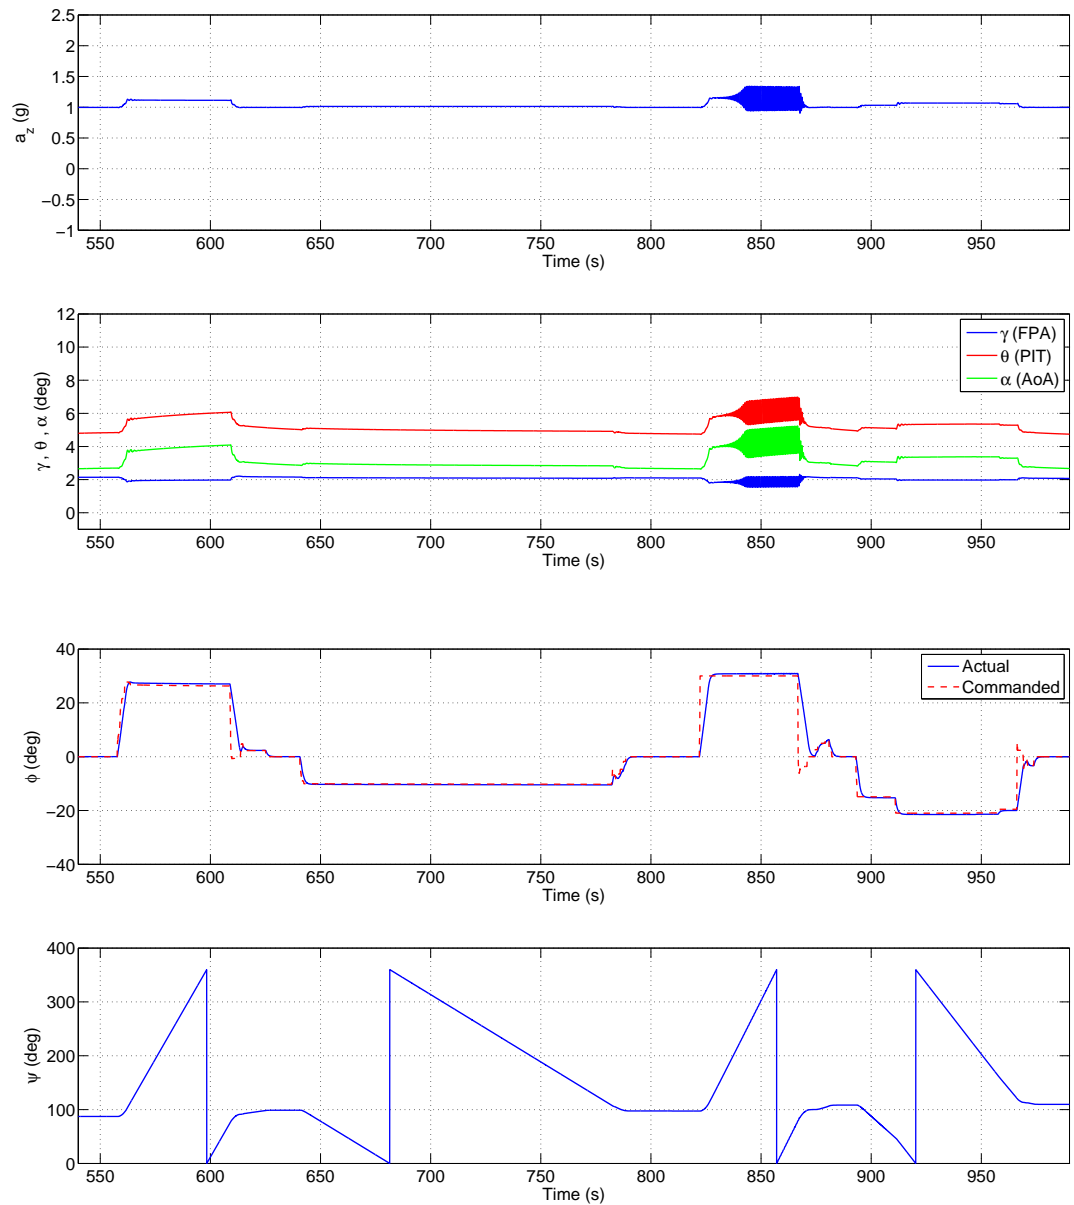 2.5
2
1.5
1
0.5
0
−0.5
−1
a_z (g)
550 600 650 700 750 800 850 900 950
Time (s)
12
10
8
6
4
2
0
γ , θ , α (deg)
γ (FPA)
θ (PIT)
α (AoA)
550 600 650 700 750 800 850 900 950
Time (s)
40
20
0
−20
−40
ϕ (deg)
Actual
Commanded
550 600 650 700 750 800 850 900 950
Time (s)
400
300
200
100
0
ψ (deg)
550 600 650 700 750 800 850 900 950
Time (s)